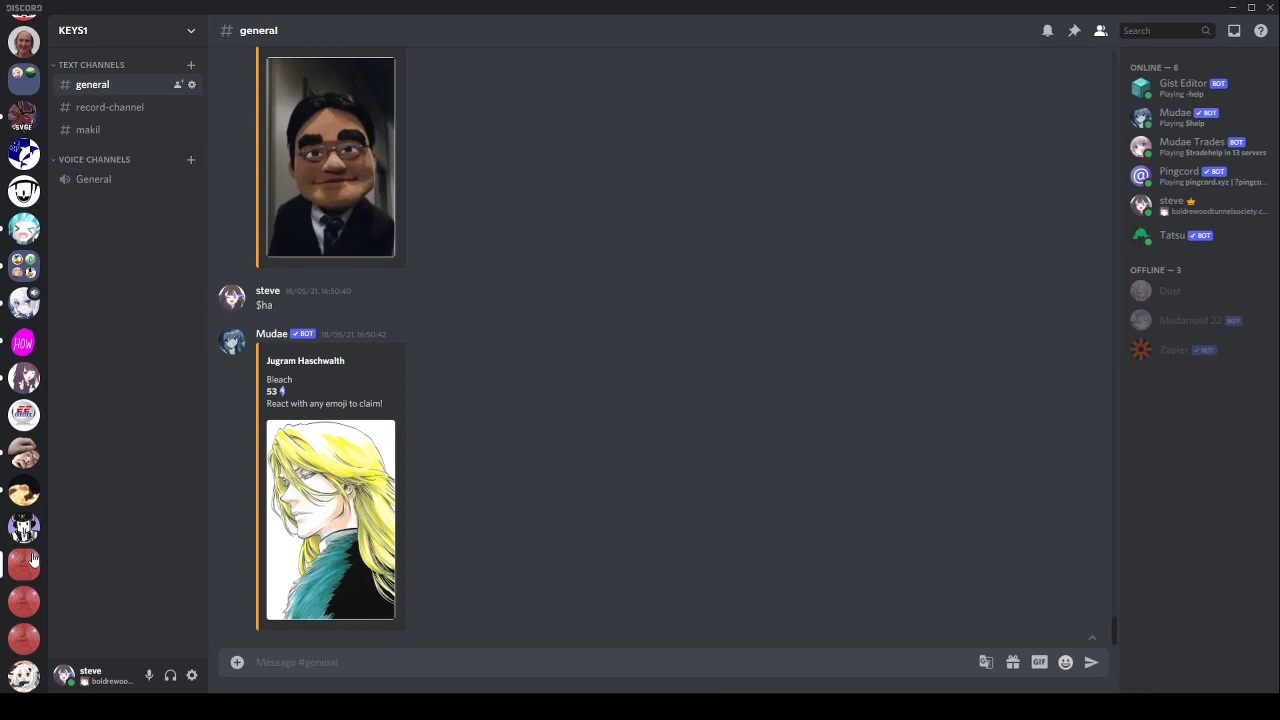 DISCORD
KEYS1
TEXT CHANNELS
general
record-channel
makil
VOICE CHANNELS
General
steve
boldrewoo...
SVGE
HOW
general
Search
steve 18/05/21, 16:50:40
$ha
Mudae BOT 18/05/21, 16:50:42
Jugram Haschwalth
Bleach
53
React with any emoji to claim!
Message #general
GIF
ONLINE — 6
Gist Editor BOT
Playing -help
Mudae BOT
Playing $help
Mudae Trades BOT
Playing $tradehelp in 13 servers
Pingcord BOT
Playing pingcord.xyz | ?pingco...
steve
boldrewoodtunnelsociety.c...
Tatsu BOT
OFFLINE — 3
Dust
Mudamaid 22 BOT
Zapier BOT